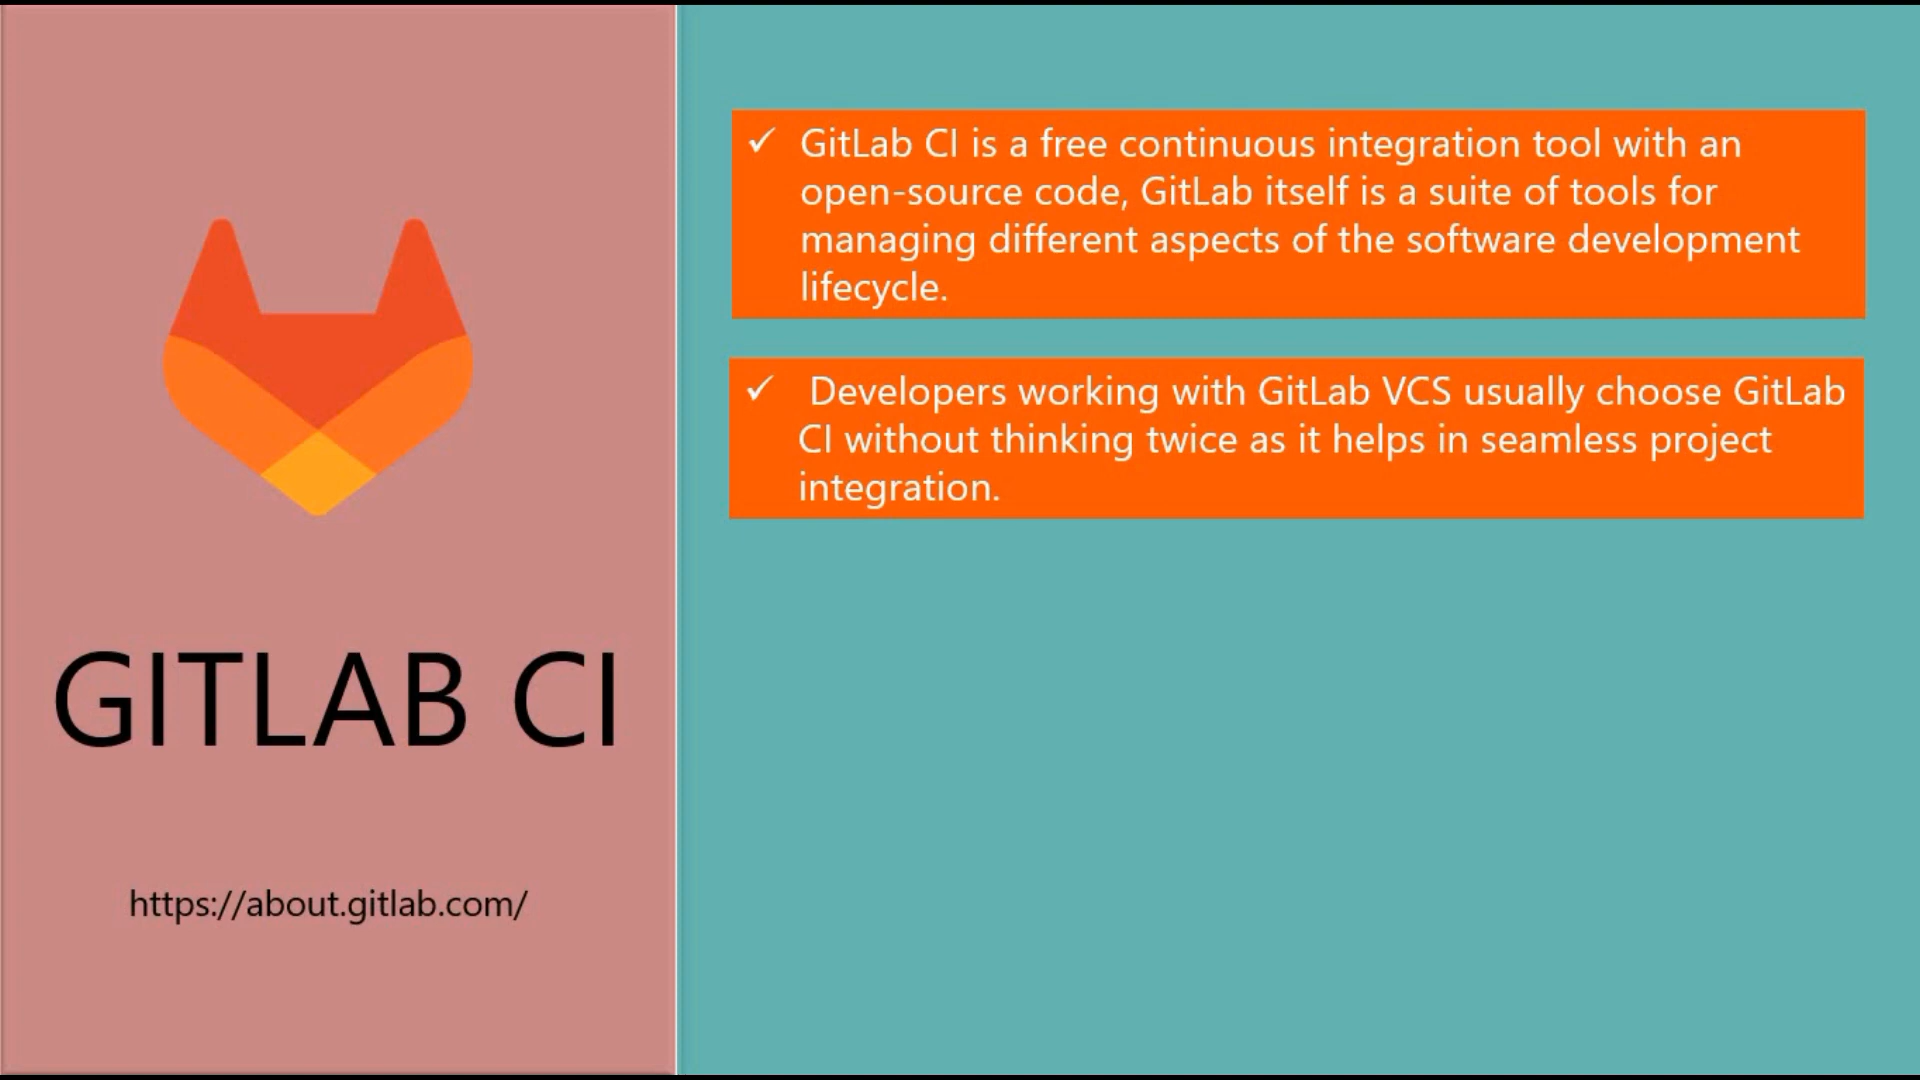 GITLAB CI
https://about.gitlab.com/
✓ GitLab CI is a free continuous integration tool with an
open-source code, GitLab itself is a suite of tools for
managing different aspects of the software development
lifecycle.
✓ Developers working with GitLab VCS usually choose GitLab
CI without thinking twice as it helps in seamless project
integration.